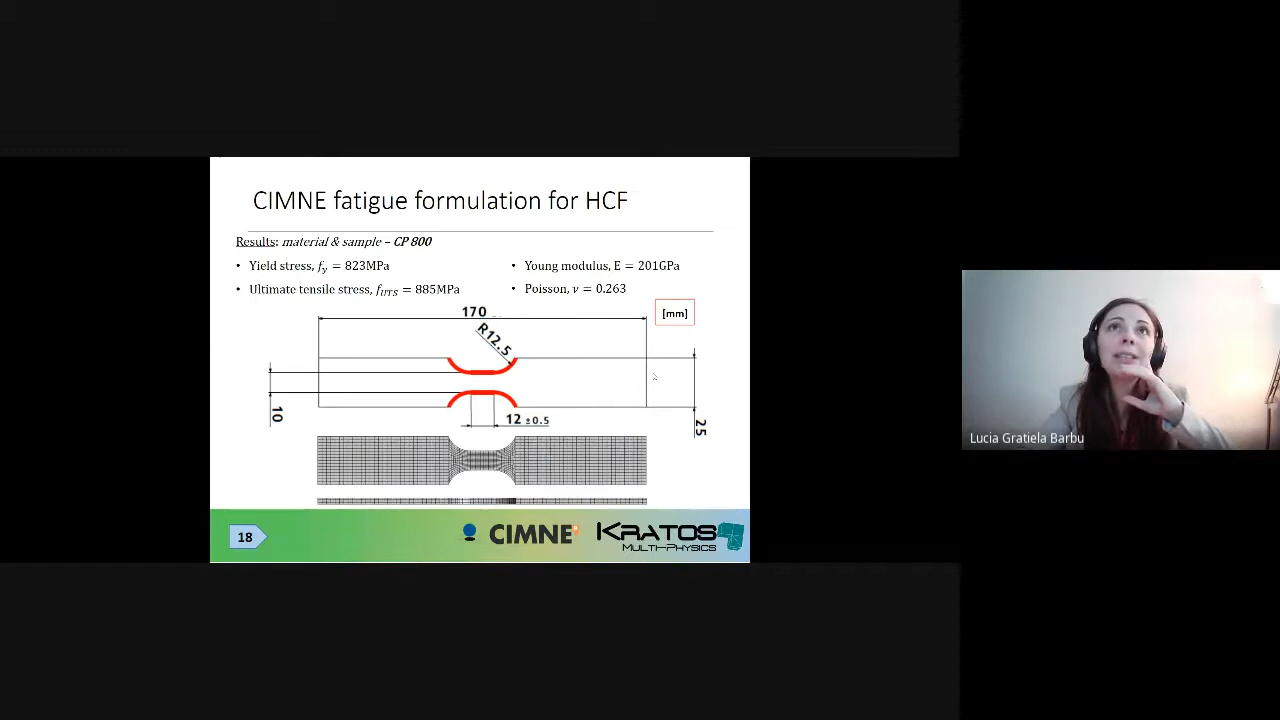 CIMNE fatigue formulation for HCF
Results: material & sample – CP 800
• Yield stress, f_y = 823MPa
• Young modulus, E = 201GPa
• Ultimate tensile stress, f_UTS = 885MPa
• Poisson, ν = 0.263
170
[mm]
R12.5
10
12 ±0.5
25
18
CIMNE
KRATOS
MULTI-PHYSICS
Lucia Gratiela Barbu